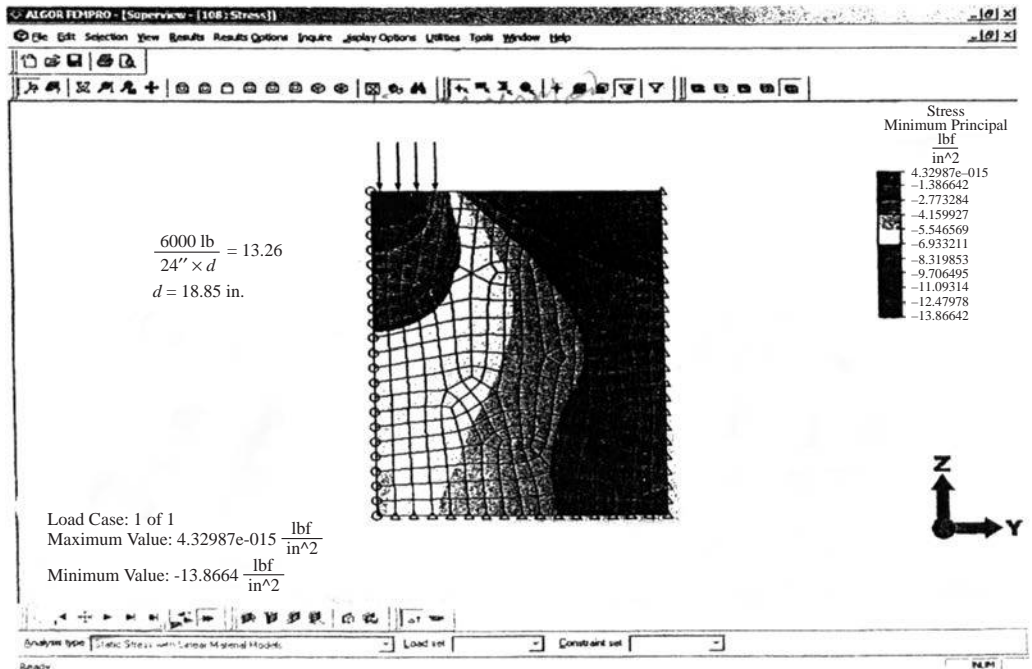 ALGOR FEMPRO - [Superview - [108 : Stress]]
File Edit Selection View Results Results Options Inquire Display Options Utilities Tools Window Help
Stress
Minimum Principal
lbf
in^2
4.32987e–015
–1.386642
–2.773284
–4.159927
–5.546569
–6.933211
–8.319853
–9.706495
–11.09314
–12.47978
–13.86642
6000 lb
24″ × d
= 13.26
d = 18.85 in.
Z
Y
Load Case: 1 of 1
Maximum Value: 4.32987e-015 lbf
in^2
Minimum Value: -13.8664 lbf
in^2
Analysis type Static Stress with Linear Material Models Load set Constraint set
Ready NUM